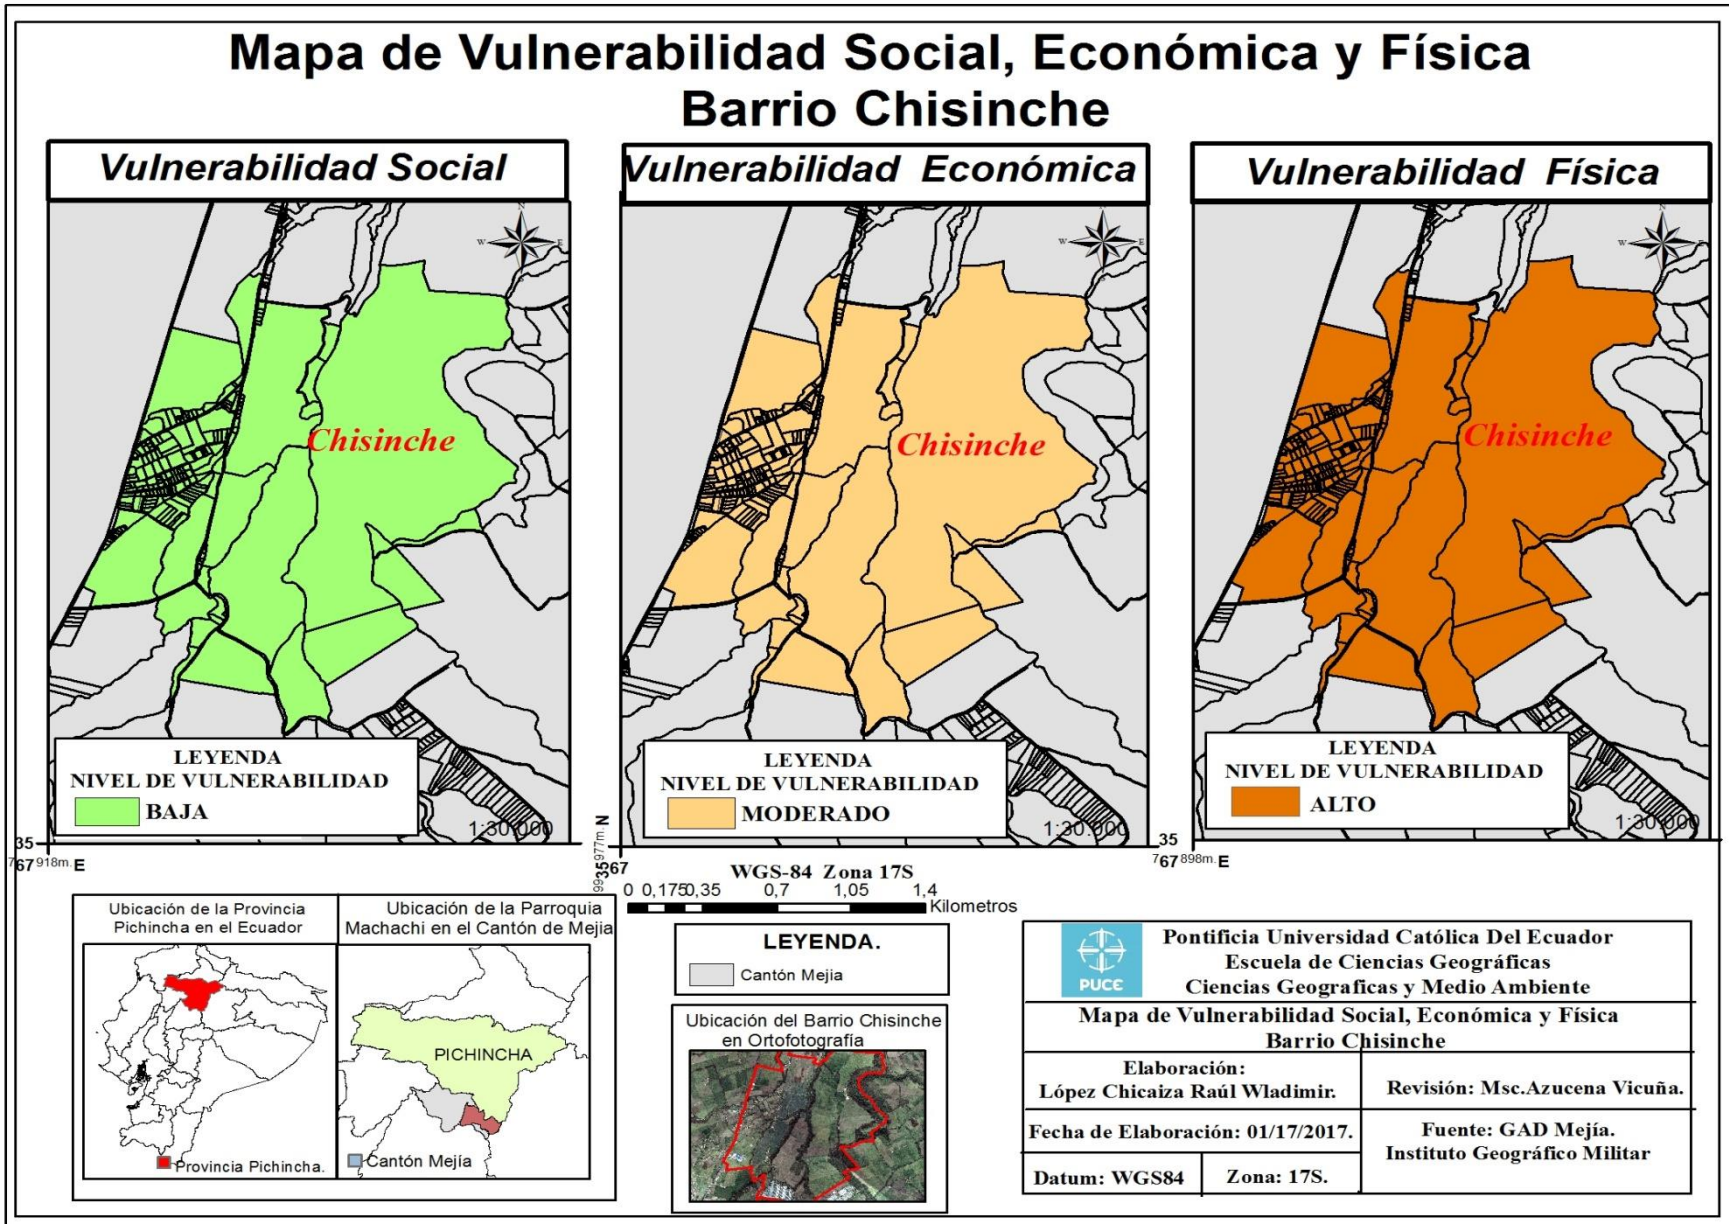 Mapa de Vulnerabilidad Social, Económica y Física
Barrio Chisinche
Vulnerabilidad Social
N
W
E
Chisinche
LEYENDA
NIVEL DE VULNERABILIDAD
BAJA
1:30.000
35
767918m. E
Vulnerabilidad Económica
N
W
E
Chisinche
LEYENDA
NIVEL DE VULNERABILIDAD
MODERADO
1:30.000
9935977m. N
67
Vulnerabilidad Física
N
W
E
Chisinche
LEYENDA
NIVEL DE VULNERABILIDAD
ALTO
1:30.000
35
767898m. E
WGS-84 Zona 17S
0 0,175 0,35 0,7 1,05 1,4
Kilometros
Ubicación de la Provincia
Pichincha en el Ecuador
Provincia Pichincha.
Ubicación de la Parroquia
Machachi en el Cantón de Mejia
PICHINCHA
Cantón Mejía
LEYENDA.
Cantón Mejia
Ubicación del Barrio Chisinche
en Ortofotografía
PUCE
Pontificia Universidad Católica Del Ecuador
Escuela de Ciencias Geográficas
Ciencias Geograficas y Medio Ambiente
Mapa de Vulnerabilidad Social, Económica y Física
Barrio Chisinche
Elaboración:
López Chicaiza Raúl Wladimir.
Revisión: Msc.Azucena Vicuña.
Fecha de Elaboración: 01/17/2017.
Fuente: GAD Mejía.
Instituto Geográfico Militar
Datum: WGS84
Zona: 17S.